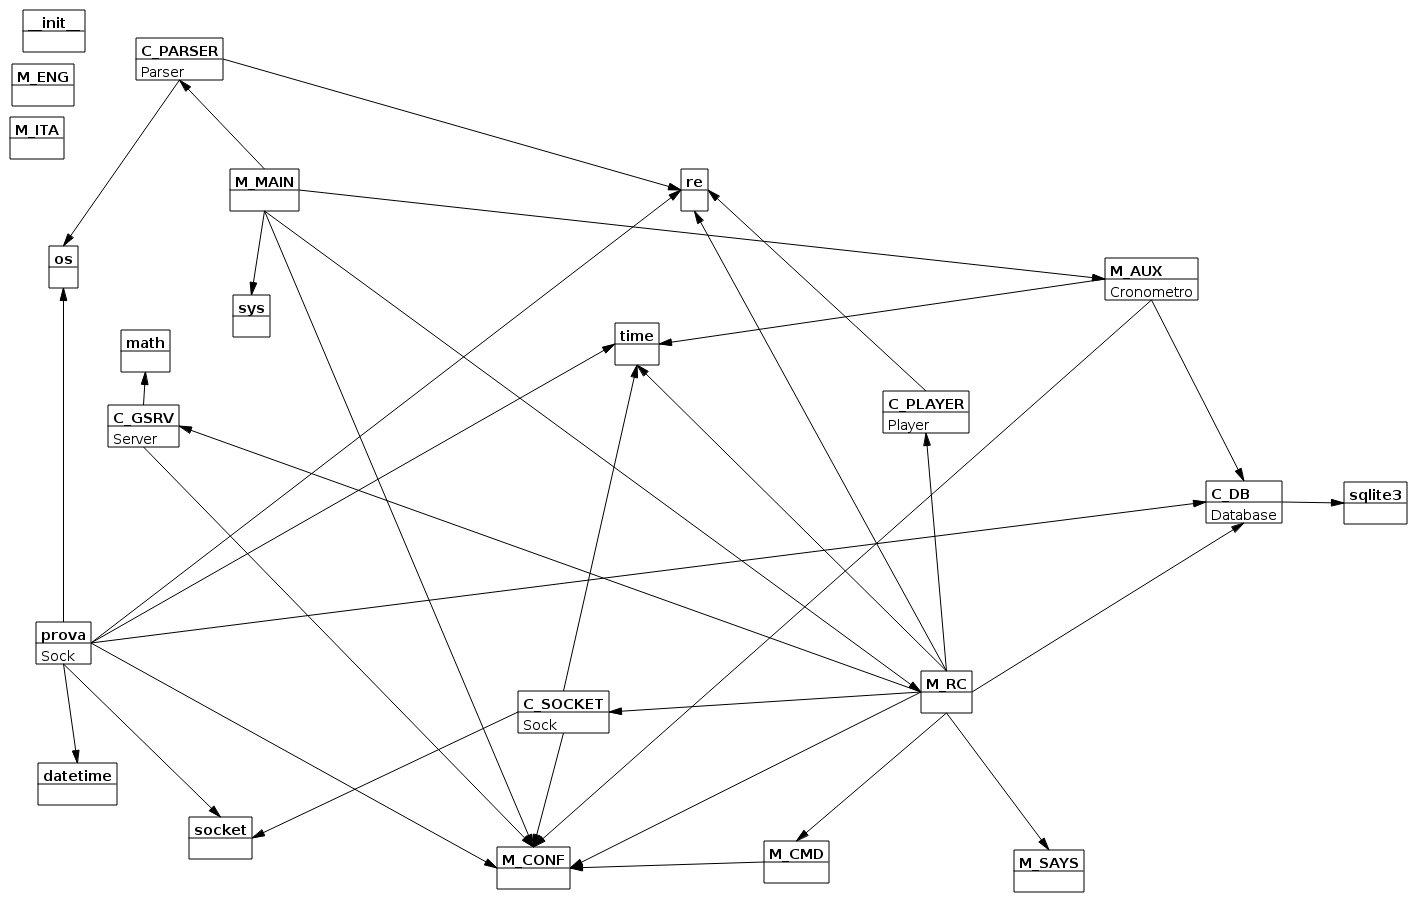 __init__
C_PARSER
Parser
M_ENG
M_ITA
M_MAIN
re
os
M_AUX
Cronometro
sys
time
math
C_PLAYER
Player
C_GSRV
Server
C_DB
Database
sqlite3
prova
Sock
M_RC
C_SOCKET
Sock
datetime
socket
M_CONF
M_CMD
M_SAYS